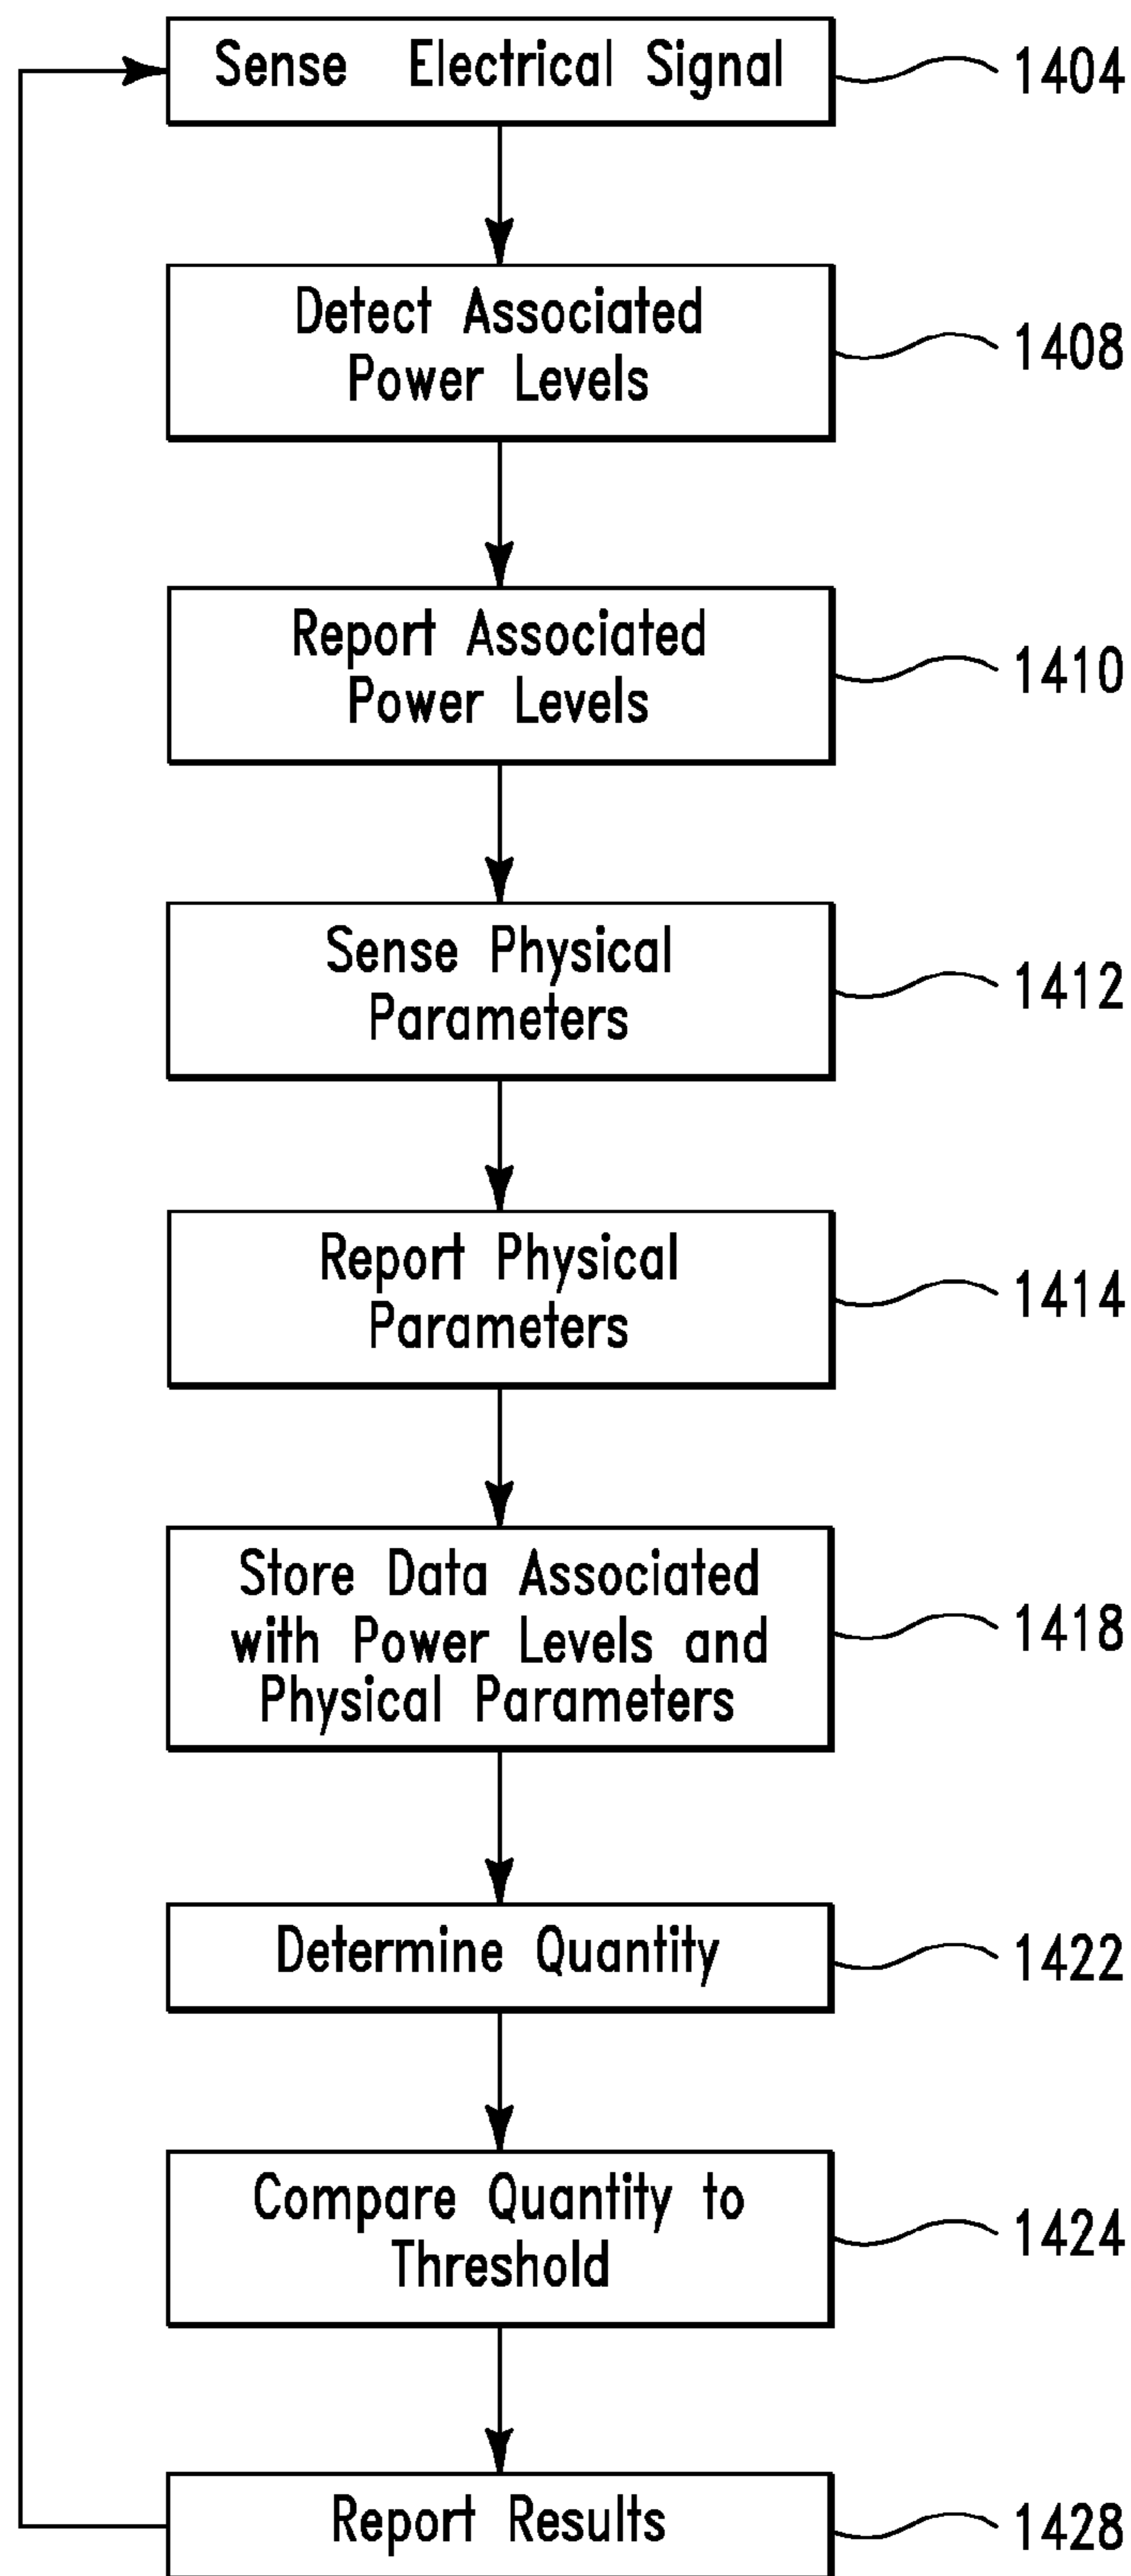 Sense Electrical Signal
1404
Detect Associated
Power Levels
1408
Report Associated
Power Levels
1410
Sense Physical
Parameters
1412
Report Physical
Parameters
1414
Store Data Associated
with Power Levels and
Physical Parameters
1418
Determine Quantity
1422
Compare Quantity to
Threshold
1424
Report Results
1428